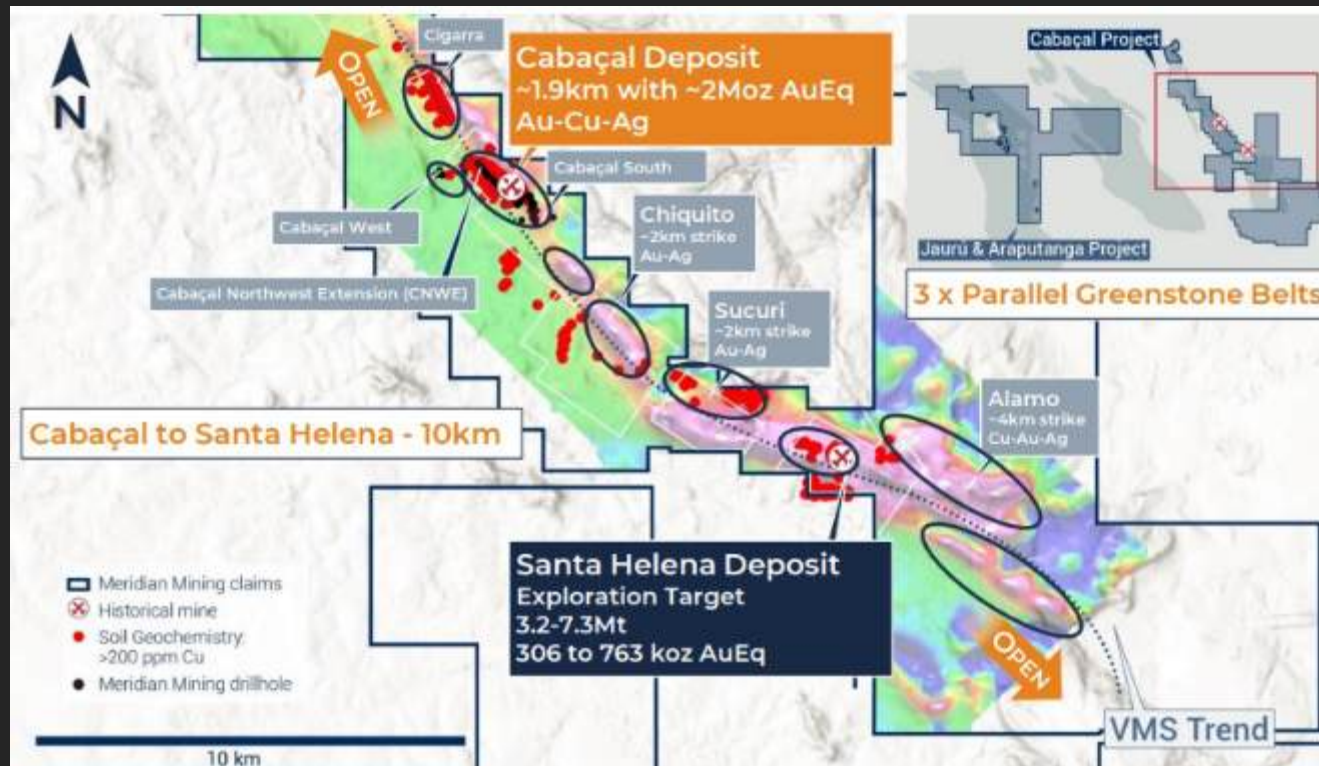 Cigarra
OPEN
N
Cabaçal Deposit
~1.9km with ~2Moz AuEq
Au-Cu-Ag
Cabaçal Project
Jauru & Araputanga Project
3 x Parallel Greenstone Belts
Cabaçal South
Cabaçal West
Chiquito
~2km strike
Au-Ag
Cabaçal Northwest Extension (CNWE)
Sucuri
~2km strike
Au-Ag
Alamo
~4km strike
Cu-Au-Ag
Cabaçal to Santa Helena - 10km
Santa Helena Deposit
Exploration Target
3.2-7.3Mt
306 to 763 koz AuEq
Meridian Mining claims
Historical mine
Soil Geochemistry:
>200 ppm Cu
Meridian Mining drillhole
OPEN
VMS Trend
10 km